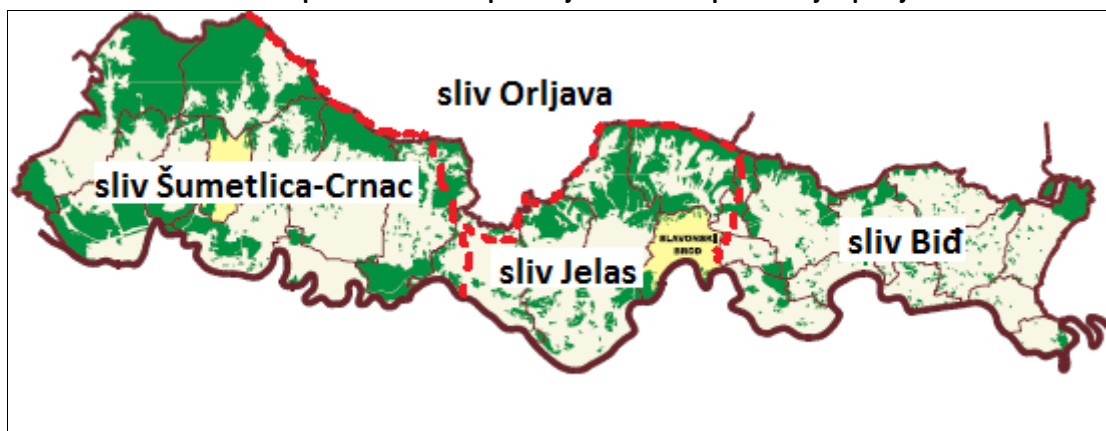 sliv Orljava
sliv Šumetlica-Crnac
sliv Biđ
SLAVONSKI
BROD
sliv Jelas